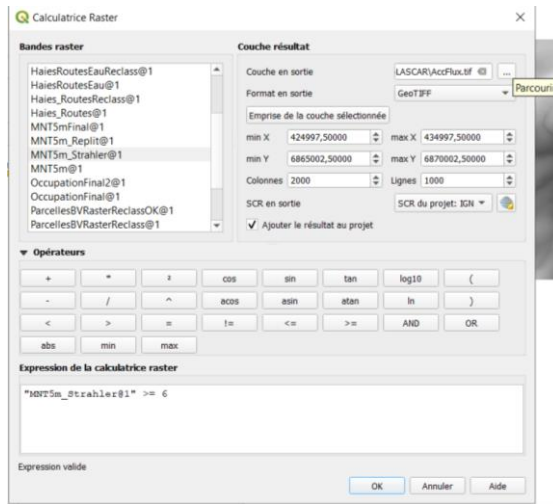 Calculatrice Raster
Bandes raster
HaiesRoutesEauReclass@1
HaiesRoutesEau@1
Haies_RoutesReclass@1
Haies_Routes@1
MNT5mFinal@1
MNT5m_Replit@1
MNT5m_Strahler@1
MNT5m@1
OccupationFinal2@1
OccupationFinal@1
ParcellesBVRasterReclassOK@1
ParcellesBVRasterReclass@1
Couche résultat
Couche en sortie LASCAR\AccFlux.tif ...
Parcouri
Format en sortie GeoTIFF
Emprise de la couche sélectionnée
min X 424997,50000 max X 434997,50000
min Y 6865002,50000 max Y 6870002,50000
Colonnes 2000 Lignes 1000
SCR en sortie SCR du projet: IGN
Ajouter le résultat au projet
Opérateurs
+ * ² cos sin tan log10 (
- / ^ acos asin atan ln )
< > = != <= >= AND OR
abs min max
Expression de la calculatrice raster
"MNT5m_Strahler@1" >= 6
Expression valide
OK Annuler Aide